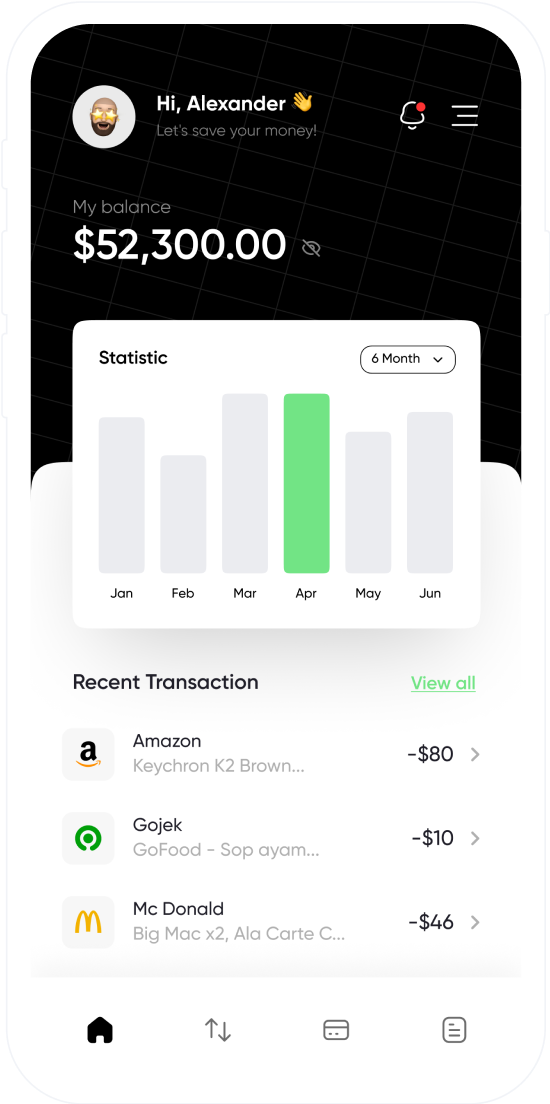 Hi, Alexander 👋
Let's save your money!
My balance
$52,300.00
Statistic
6 Month
Jan Feb Mar Apr May Jun
Recent Transaction
View all
Amazon
Keychron K2 Brown...
-$80
Gojek
GoFood - Sop ayam...
-$10
Mc Donald
Big Mac x2, Ala Carte C...
-$46